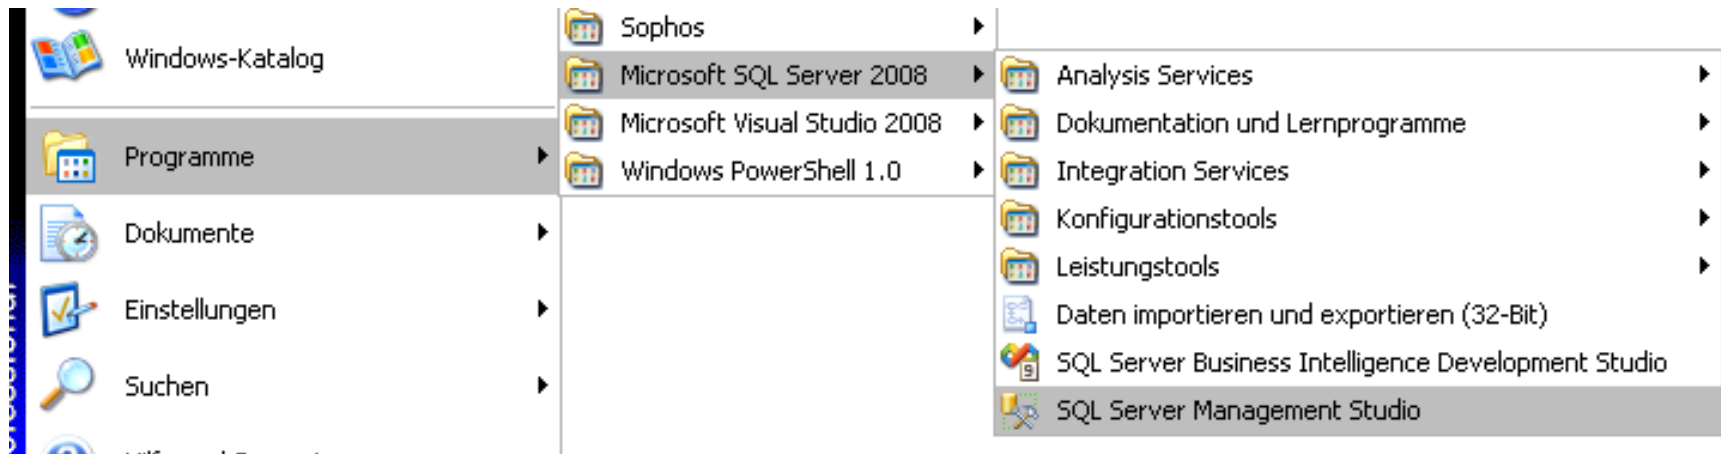 Windows-Katalog
Programme
Dokumente
Einstellungen
Suchen
Sophos
Microsoft SQL Server 2008
Microsoft Visual Studio 2008
Windows PowerShell 1.0
Analysis Services
Dokumentation und Lernprogramme
Integration Services
Konfigurationstools
Leistungstools
Daten importieren und exportieren (32-Bit)
SQL Server Business Intelligence Development Studio
SQL Server Management Studio